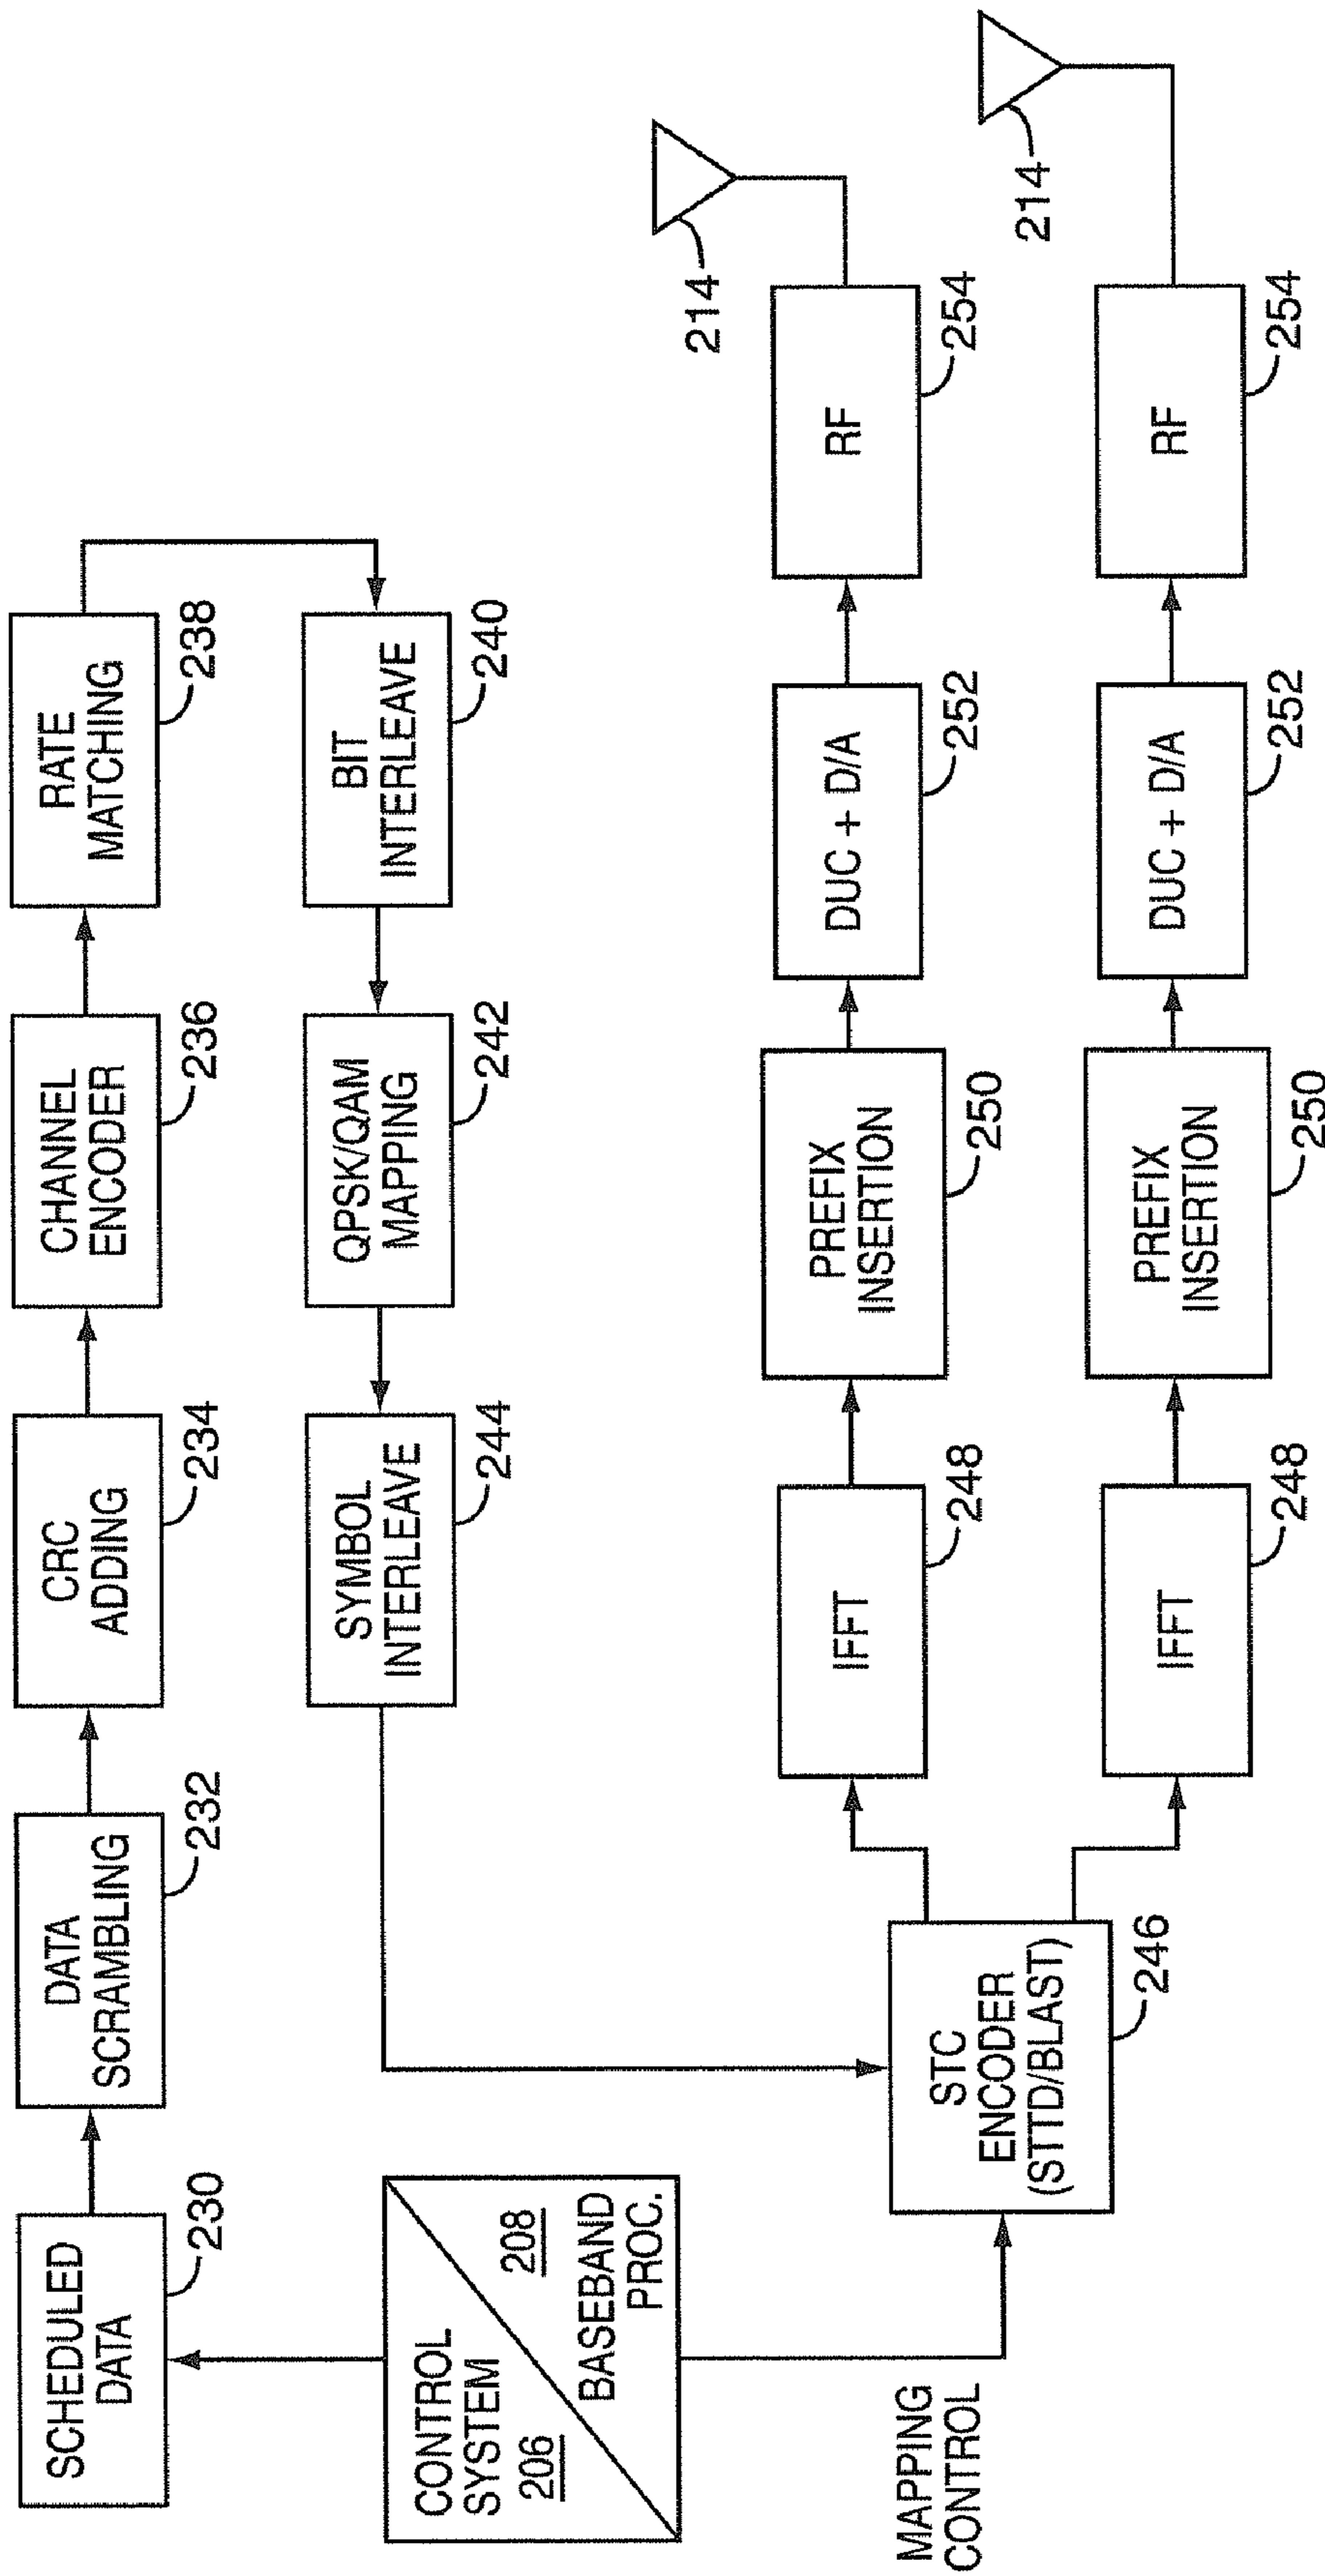 SCHEDULED
DATA
230
DATA
SCRAMBLING
232
CRC
ADDING
234
CHANNEL
ENCODER
236
RATE
MATCHING
238
BIT
INTERLEAVE
240
QPSK/QAM
MAPPING
242
SYMBOL
INTERLEAVE
244
CONTROL
SYSTEM
206
208
BASEBAND
PROC.
MAPPING
CONTROL
STC
ENCODER
(STTD/BLAST)
246
IFFT
248
PREFIX
INSERTION
250
DUC + D/A
252
RF
254
214
IFFT
248
PREFIX
INSERTION
250
DUC + D/A
252
RF
254
214